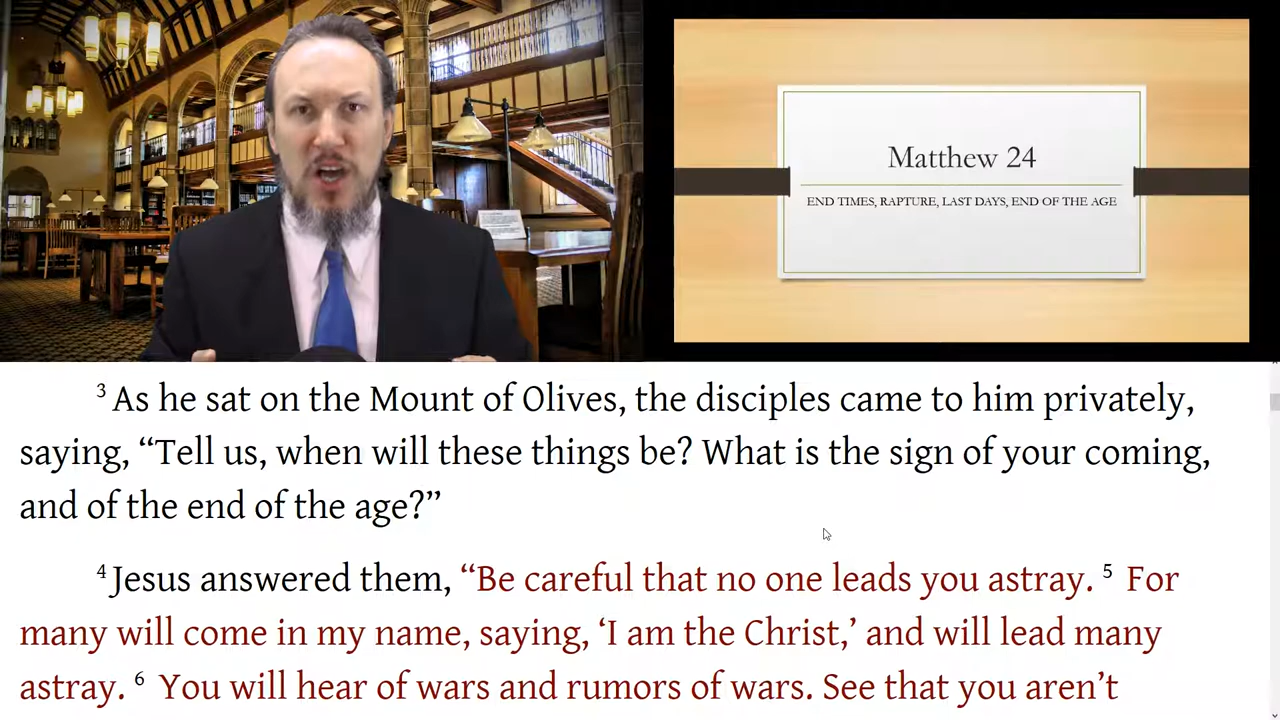 Matthew 24
END TIMES, RAPTURE, LAST DAYS, END OF THE AGE
3 As he sat on the Mount of Olives, the disciples came to him privately,
saying, “Tell us, when will these things be? What is the sign of your coming,
and of the end of the age?”
4 Jesus answered them, “Be careful that no one leads you astray. 5 For
many will come in my name, saying, ‘I am the Christ,’ and will lead many
astray. 6 You will hear of wars and rumors of wars. See that you aren’t